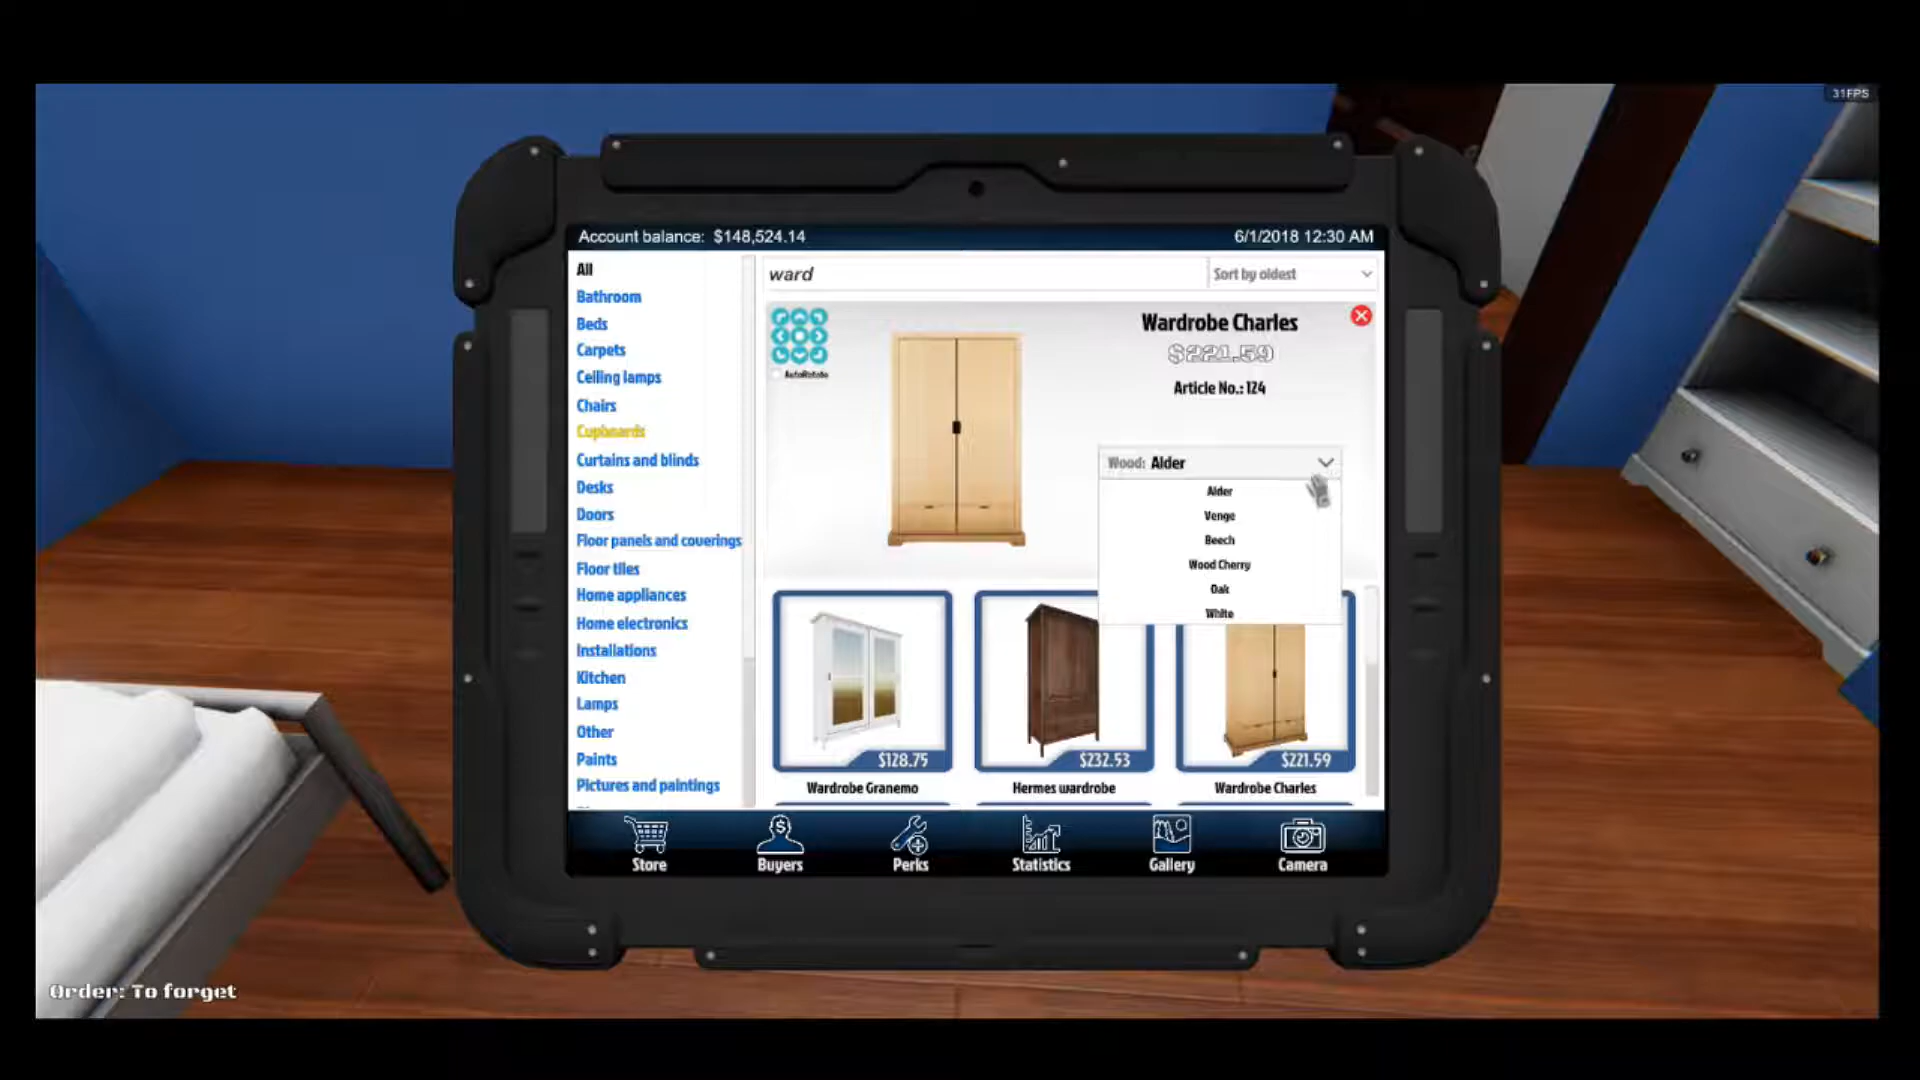 31FPS
Account balance: $148,524.14
6/1/2018 12:30 AM
All
Bathroom
Beds
Carpets
Ceiling lamps
Chairs
Cupboards
Curtains and blinds
Desks
Doors
Floor panels and coverings
Floor tiles
Home appliances
Home electronics
Installations
Kitchen
Lamps
Other
Paints
Pictures and paintings
ward
Sort by oldest
AutoRotate
Wardrobe Charles
$221.59
Article No.: 124
Wood: Alder
Alder
Venge
Beech
Wood Cherry
Oak
White
$128.75
$232.53
$221.59
Wardrobe Granemo
Hermes wardrobe
Wardrobe Charles
Store
Buyers
Perks
Statistics
Gallery
Camera
Order: To forget